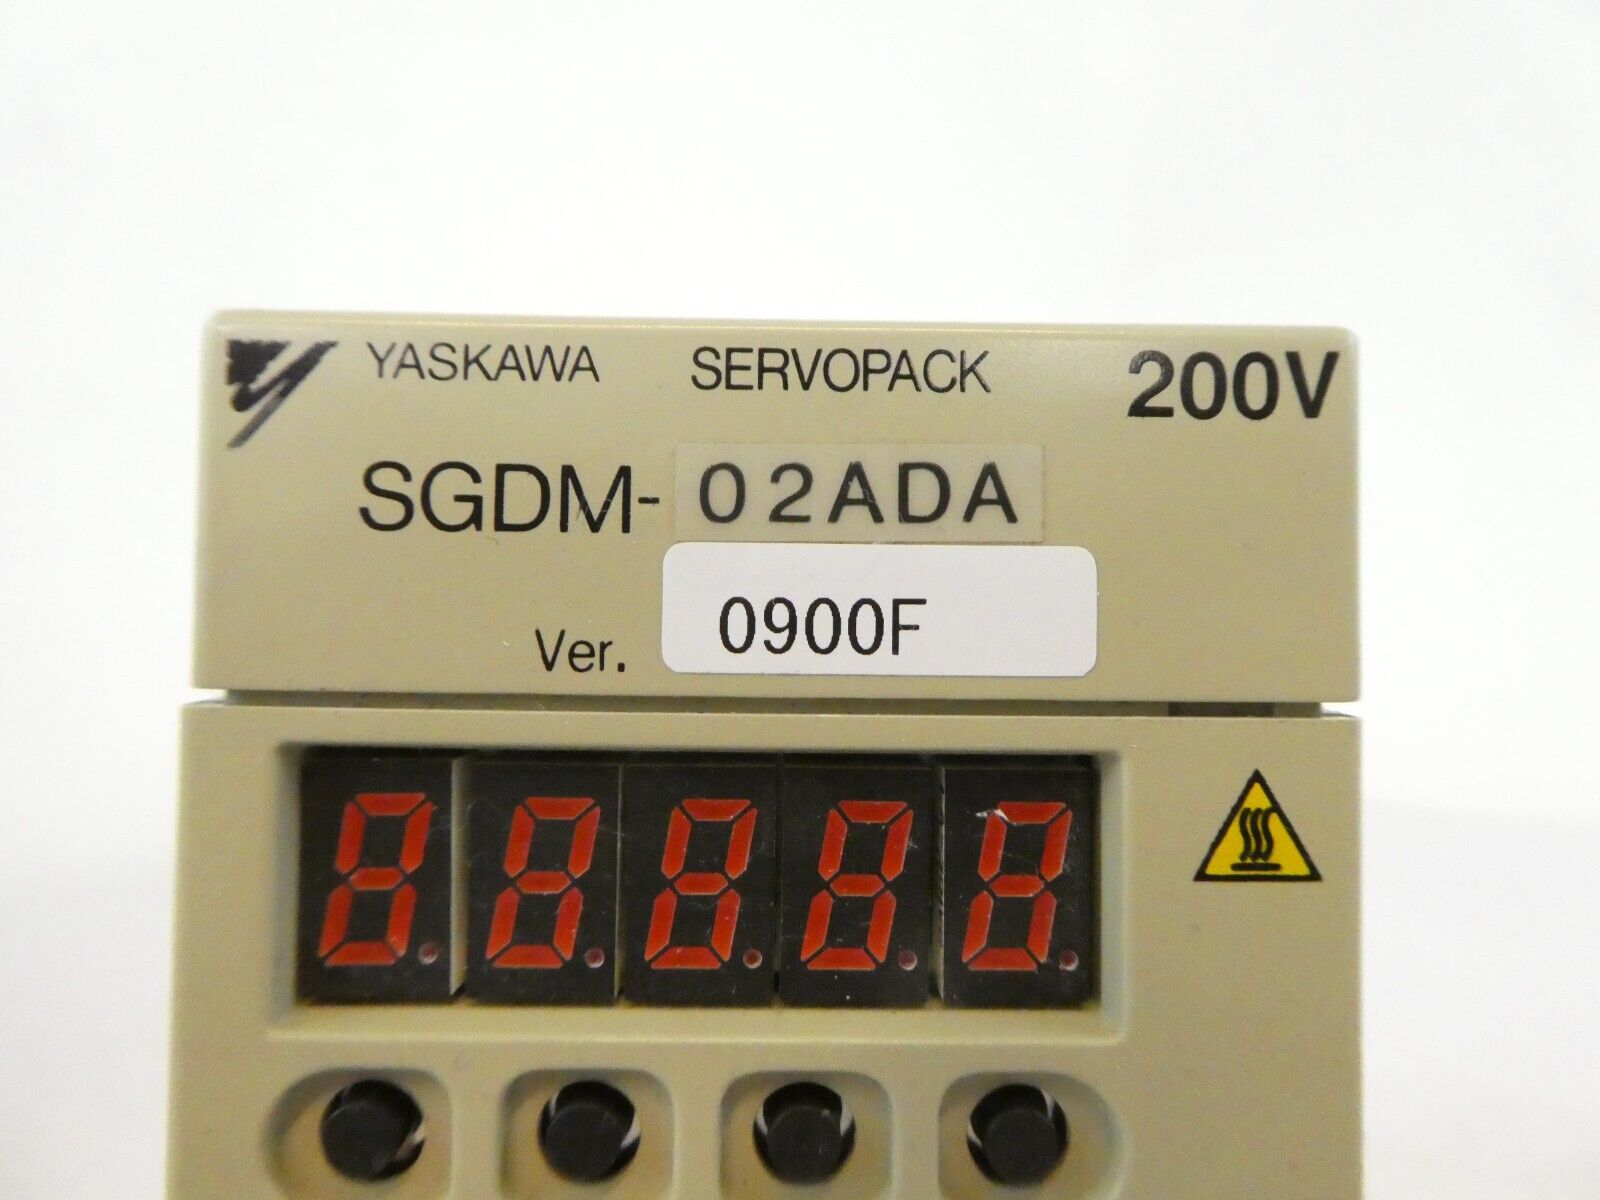 YASKAWA SERVOPACK 200V
SGDM-02ADA
Ver. 0900F